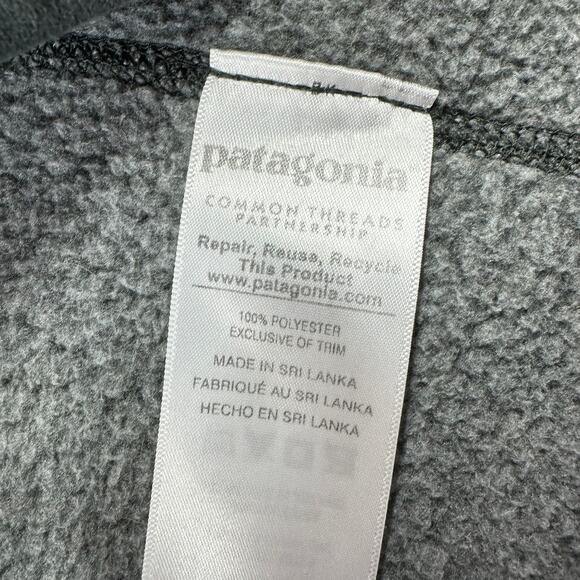 patagonia
COMMON THREADS
PARTNERSHIP
Repair, Reuse, Recycle
This Product
www.patagonia.com
100% POLYESTER
EXCLUSIVE OF TRIM
MADE IN SRI LANKA
FABRIQUÉ AU SRI LANKA
HECHO EN SRI LANKA